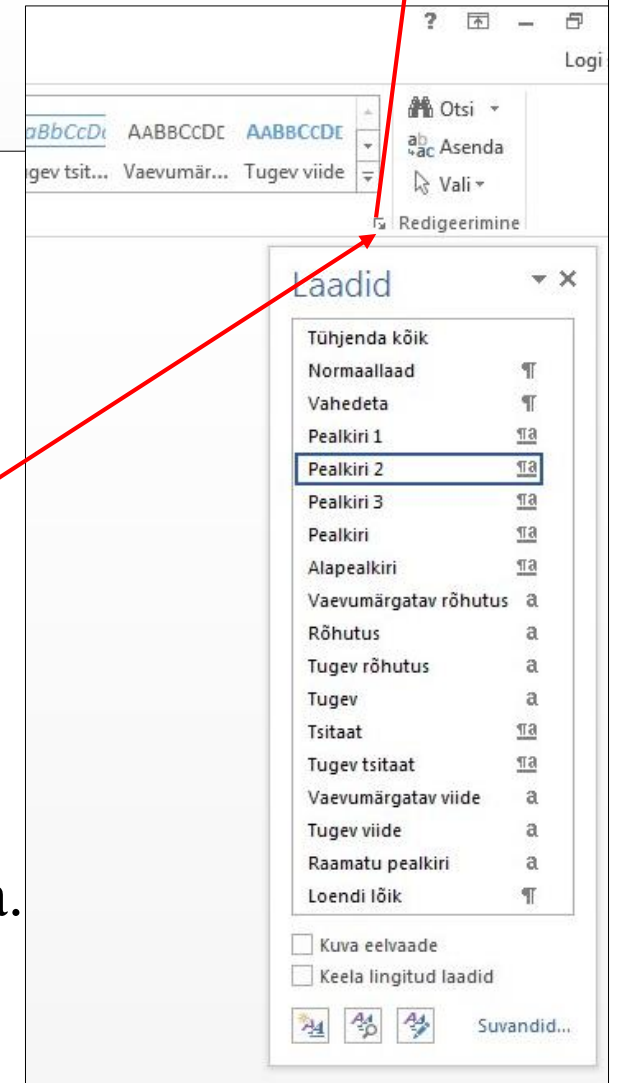 ?
Logi
aBbCcDc AABBCCDE AABBCCDE
gev tsit... Vaevumär... Tugev viide
Otsi
Asenda
Vali
Redigeerimine
Laadid
Tühjenda kõik
Normaallaad ¶
Vahedeta ¶
Pealkiri 1 ¶a
Pealkiri 2 ¶a
Pealkiri 3 ¶a
Pealkiri ¶a
Alapealkiri ¶a
Vaevumärgatav rõhutus a
Rõhutus a
Tugev rõhutus a
Tugev a
Tsitaat ¶a
Tugev tsitaat ¶a
Vaevumärgatav viide a
Tugev viide a
Raamatu pealkiri a
Loendi lõik ¶
Kuva eelvaade
Keela lingitud laadid
Suvandid...